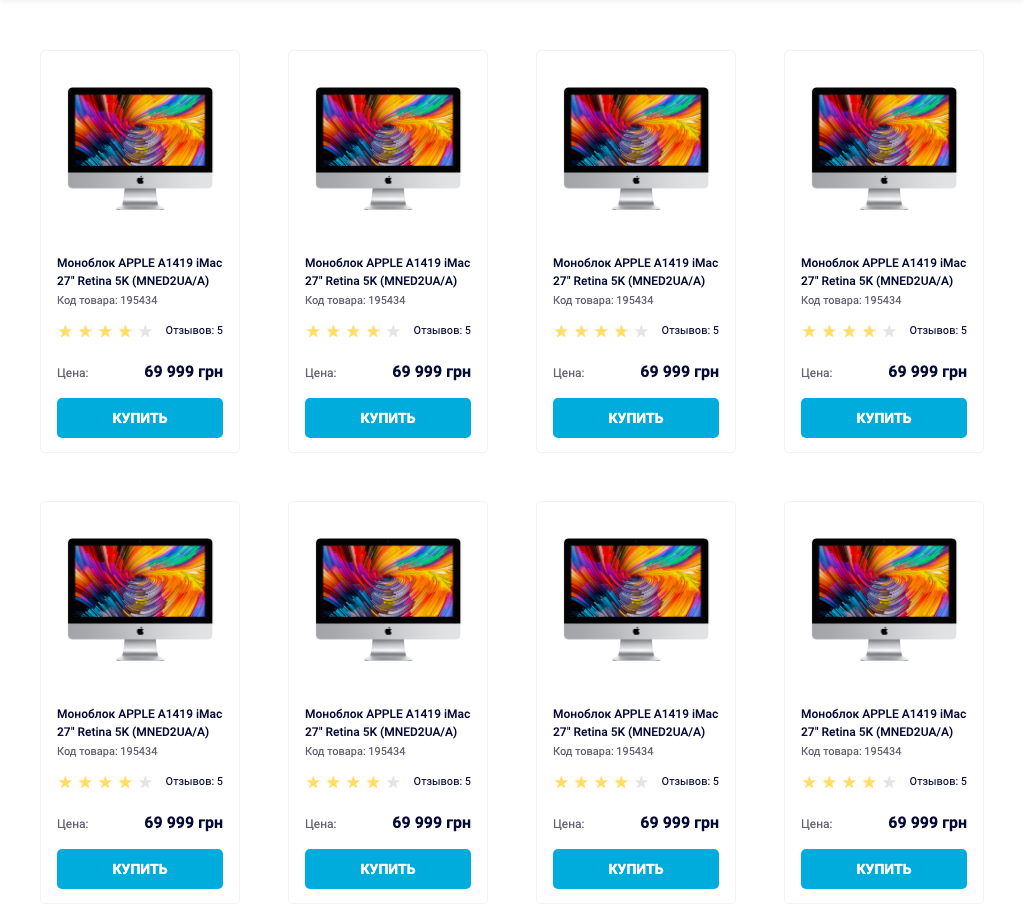 Моноблок APPLE A1419 iMac
27" Retina 5K (MNED2UA/A)
Код товара: 195434
Отзывов: 5
Цена: 69 999 грн
КУПИТЬ
Моноблок APPLE A1419 iMac
27" Retina 5K (MNED2UA/A)
Код товара: 195434
Отзывов: 5
Цена: 69 999 грн
КУПИТЬ
Моноблок APPLE A1419 iMac
27" Retina 5K (MNED2UA/A)
Код товара: 195434
Отзывов: 5
Цена: 69 999 грн
КУПИТЬ
Моноблок APPLE A1419 iMac
27" Retina 5K (MNED2UA/A)
Код товара: 195434
Отзывов: 5
Цена: 69 999 грн
КУПИТЬ
Моноблок APPLE A1419 iMac
27" Retina 5K (MNED2UA/A)
Код товара: 195434
Отзывов: 5
Цена: 69 999 грн
КУПИТЬ
Моноблок APPLE A1419 iMac
27" Retina 5K (MNED2UA/A)
Код товара: 195434
Отзывов: 5
Цена: 69 999 грн
КУПИТЬ
Моноблок APPLE A1419 iMac
27" Retina 5K (MNED2UA/A)
Код товара: 195434
Отзывов: 5
Цена: 69 999 грн
КУПИТЬ
Моноблок APPLE A1419 iMac
27" Retina 5K (MNED2UA/A)
Код товара: 195434
Отзывов: 5
Цена: 69 999 грн
КУПИТЬ